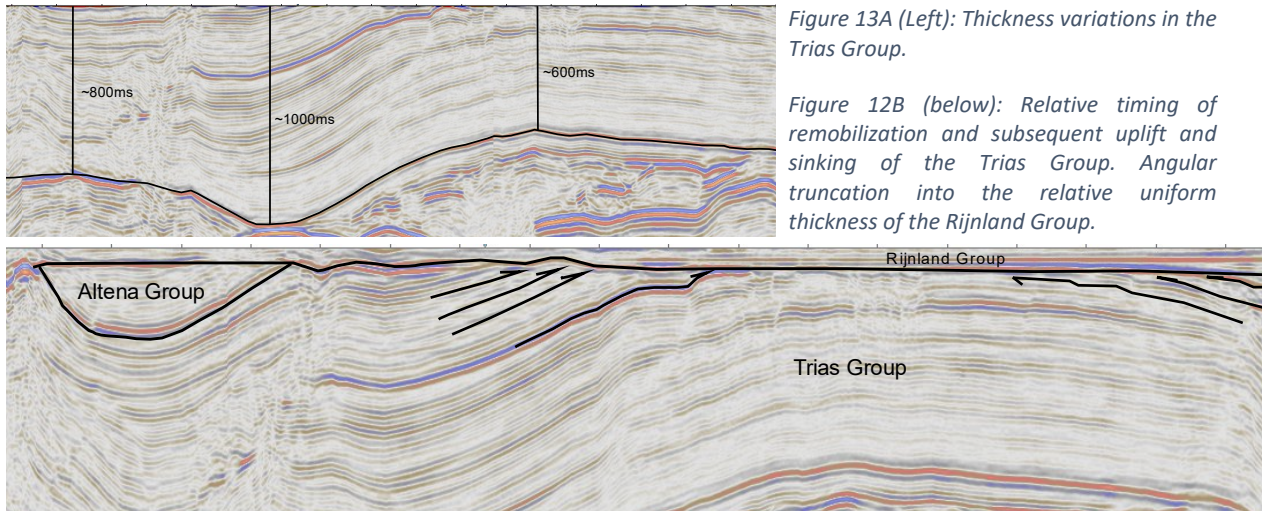 ~800ms
~1000ms
~600ms
Figure 13A (Left): Thickness variations in the
Trias Group.
Figure 12B (below): Relative timing of
remobilization and subsequent uplift and
sinking of the Trias Group. Angular
truncation into the relative uniform
thickness of the Rijnland Group.
Rijnland Group
Altena Group
Trias Group